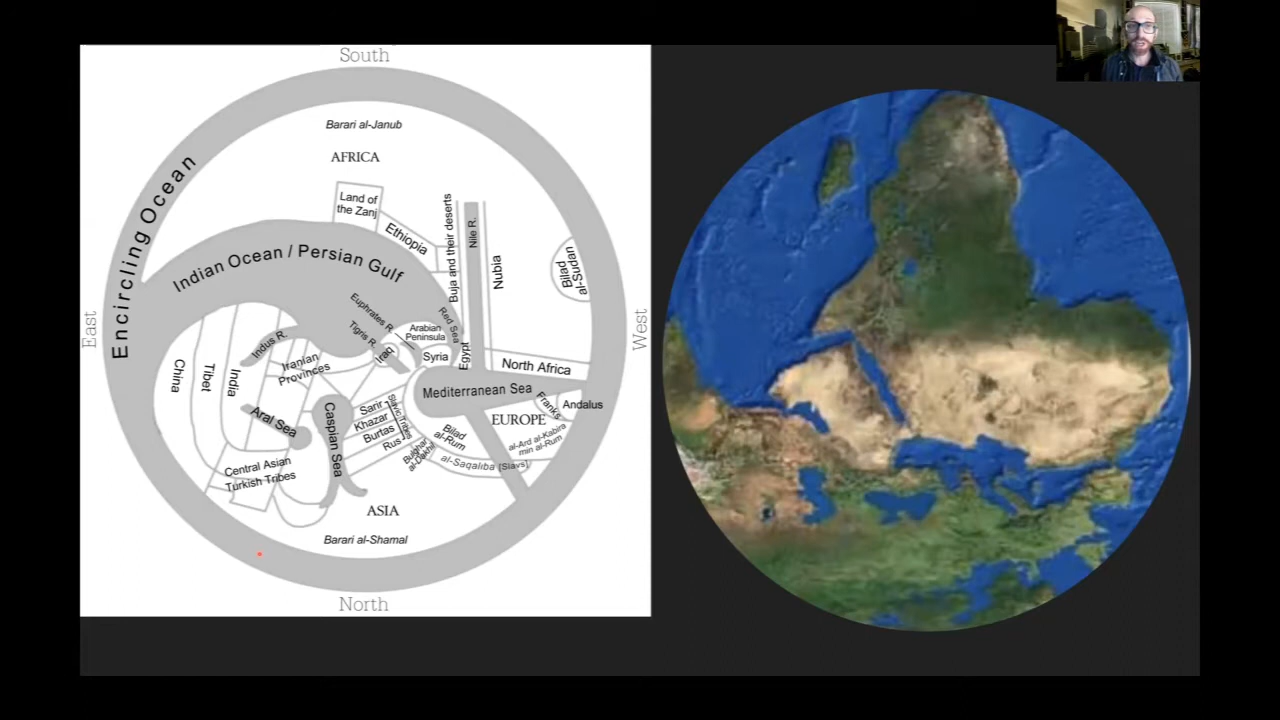 South
Barari al-Janub
AFRICA
Land of
the Zanj
Ethiopia
Buja and their deserts
Nile R.
Nubia
Bilad
al-Sudan
Encircling Ocean
Indian Ocean / Persian Gulf
East
West
Euphrates R.
Tigris R.
Red Sea
Arabian
Peninsula
Iraq
Syria
Egypt
North Africa
Mediterranean Sea
Indus R.
Iranian
Provinces
China
Tibet
India
Aral Sea
Caspian Sea
Sarir
Khazar
Burtas
Rus
Slavic Tribes
Bulghar
al-Dakhil
Bilad
al-Rum
EUROPE
Franks
Andalus
al-Ard al-Kabira
min al-Rum
al-Saqaliba [Slavs]
Central Asian
Turkish Tribes
ASIA
Barari al-Shamal
North